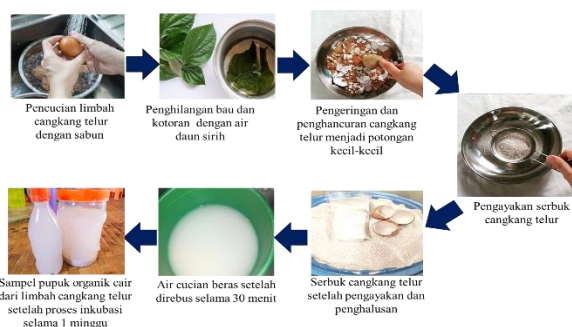 Pencucian limbah
cangkang telur
dengan sabun
Penghilangan bau dan
kotoran dengan air
daun sirih
Pengeringan dan
penghancuran cangkang
telur menjadi potongan
kecil-kecil
Pengayakan serbuk
cangkang telur
Serbuk cangkang telur
setelah pengayakan dan
penghalusan
Air cucian beras setelah
direbus selama 30 menit
Sampel pupuk organik cair
dari limbah cangkang telur
setelah proses inkubasi
selama 1 minggu